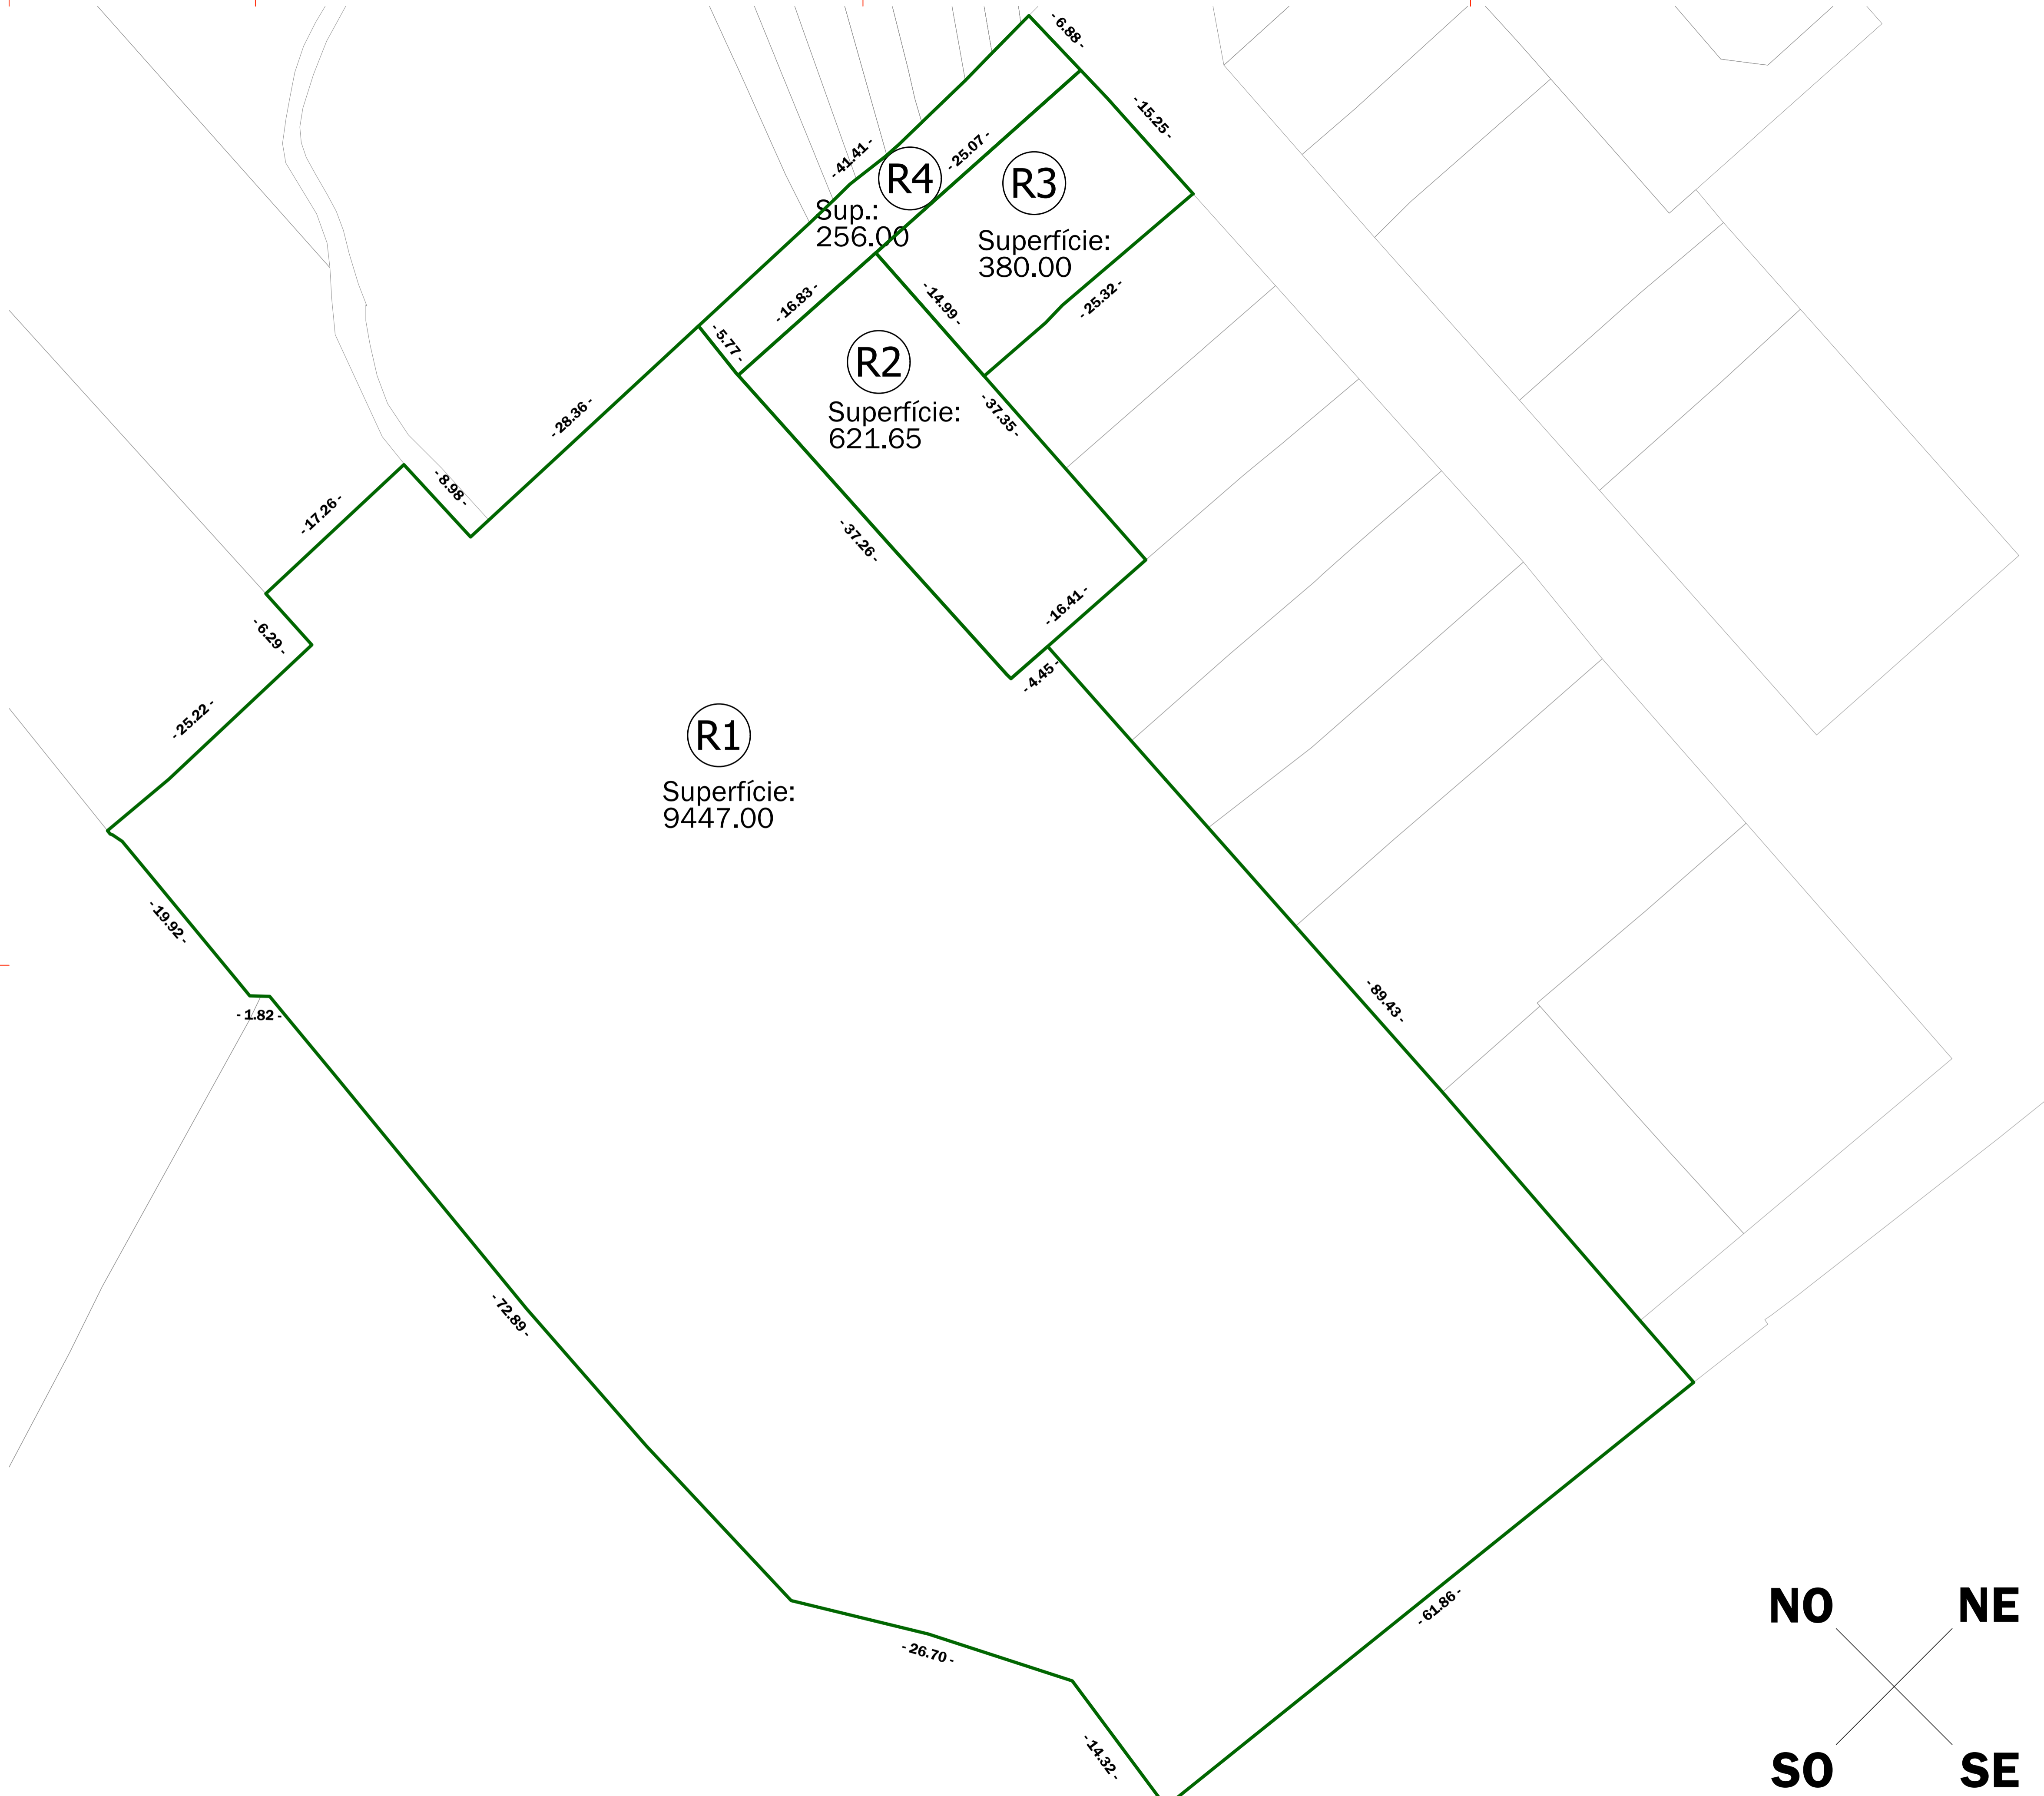 - 6.88 -
- 15.25 -
- 41.41 -
- 25.07 -
R4
R3
Sup.:
256.00
Superfície:
380.00
- 16.83 -
- 14.99 -
- 25.32 -
- 5.77 -
R2
Superfície:
621.65
- 37.35 -
- 28.36 -
- 8.98 -
- 17.26 -
- 37.26 -
- 16.41 -
- 6.29 -
- 4.45 -
- 25.22 -
R1
Superfície:
9447.00
- 19.92 -
- 1.82 -
- 89.43 -
- 72.89 -
- 61.86 -
- 26.70 -
- 14.32 -
NO NE
SO SE